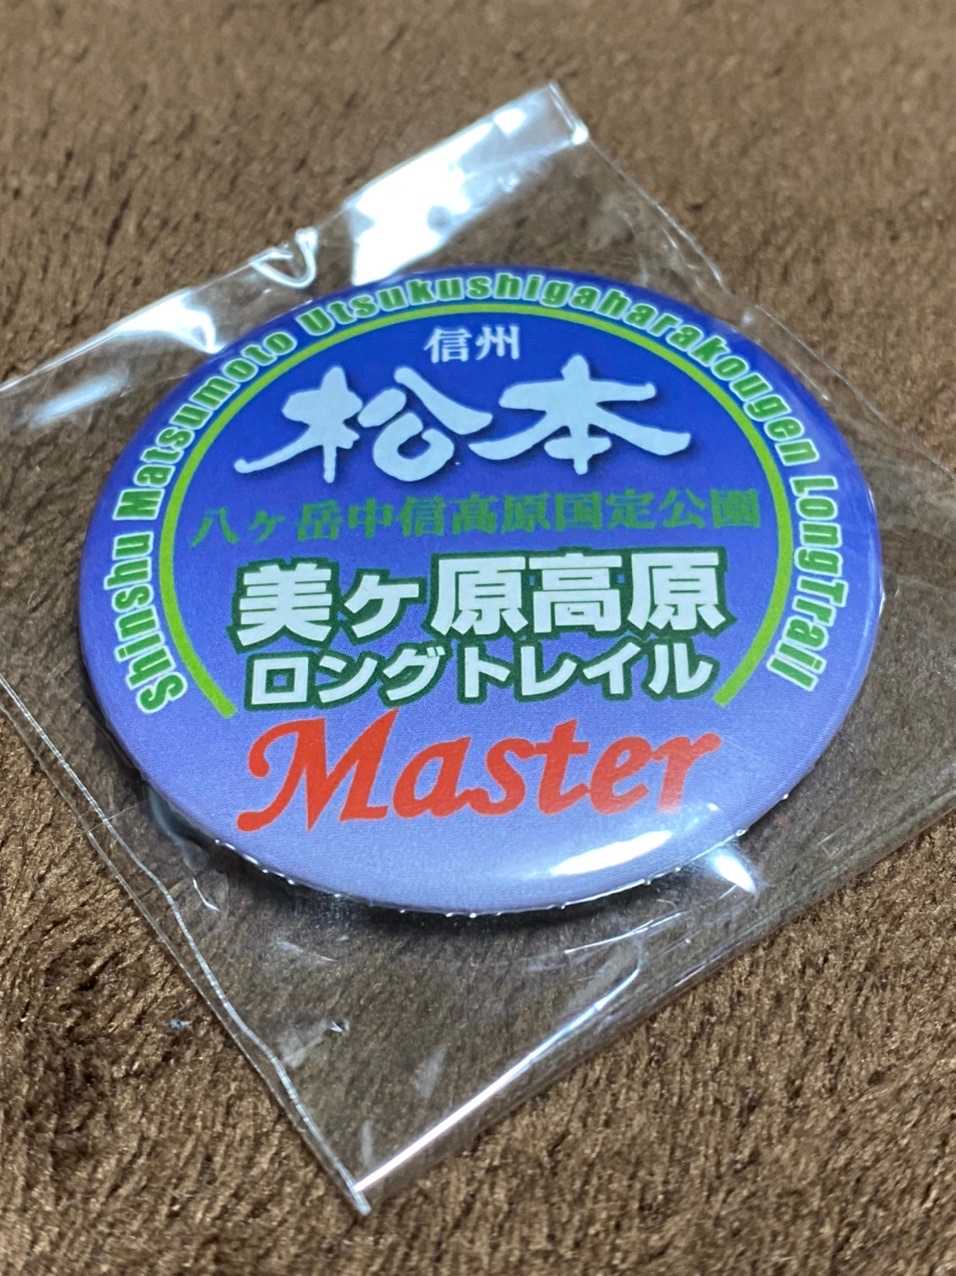 Shinshu Matsumoto Utsukushigaharakougen LongTrail
信州
松本
八ヶ岳中信高原国定公園
美ヶ原高原
ロングトレイル
Master